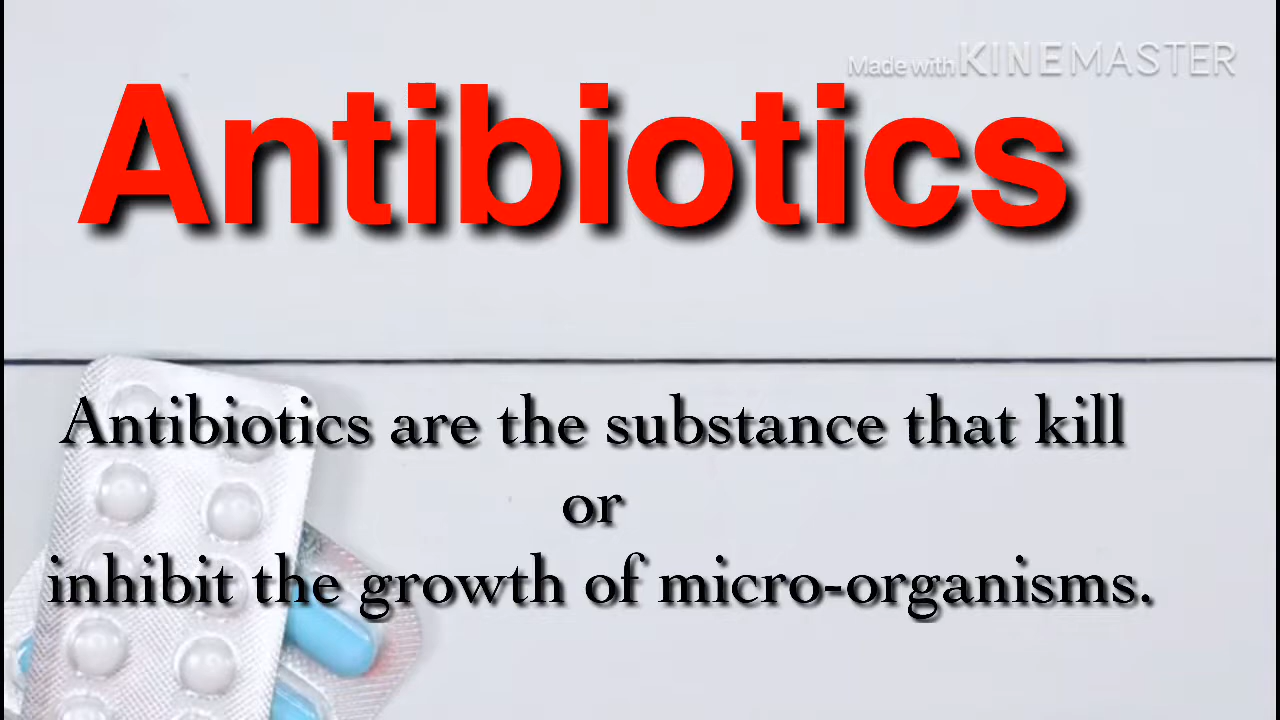 Made with KINEMASTER
Antibiotics
Antibiotics are the substance that kill
or
inhibit the growth of micro-organisms.